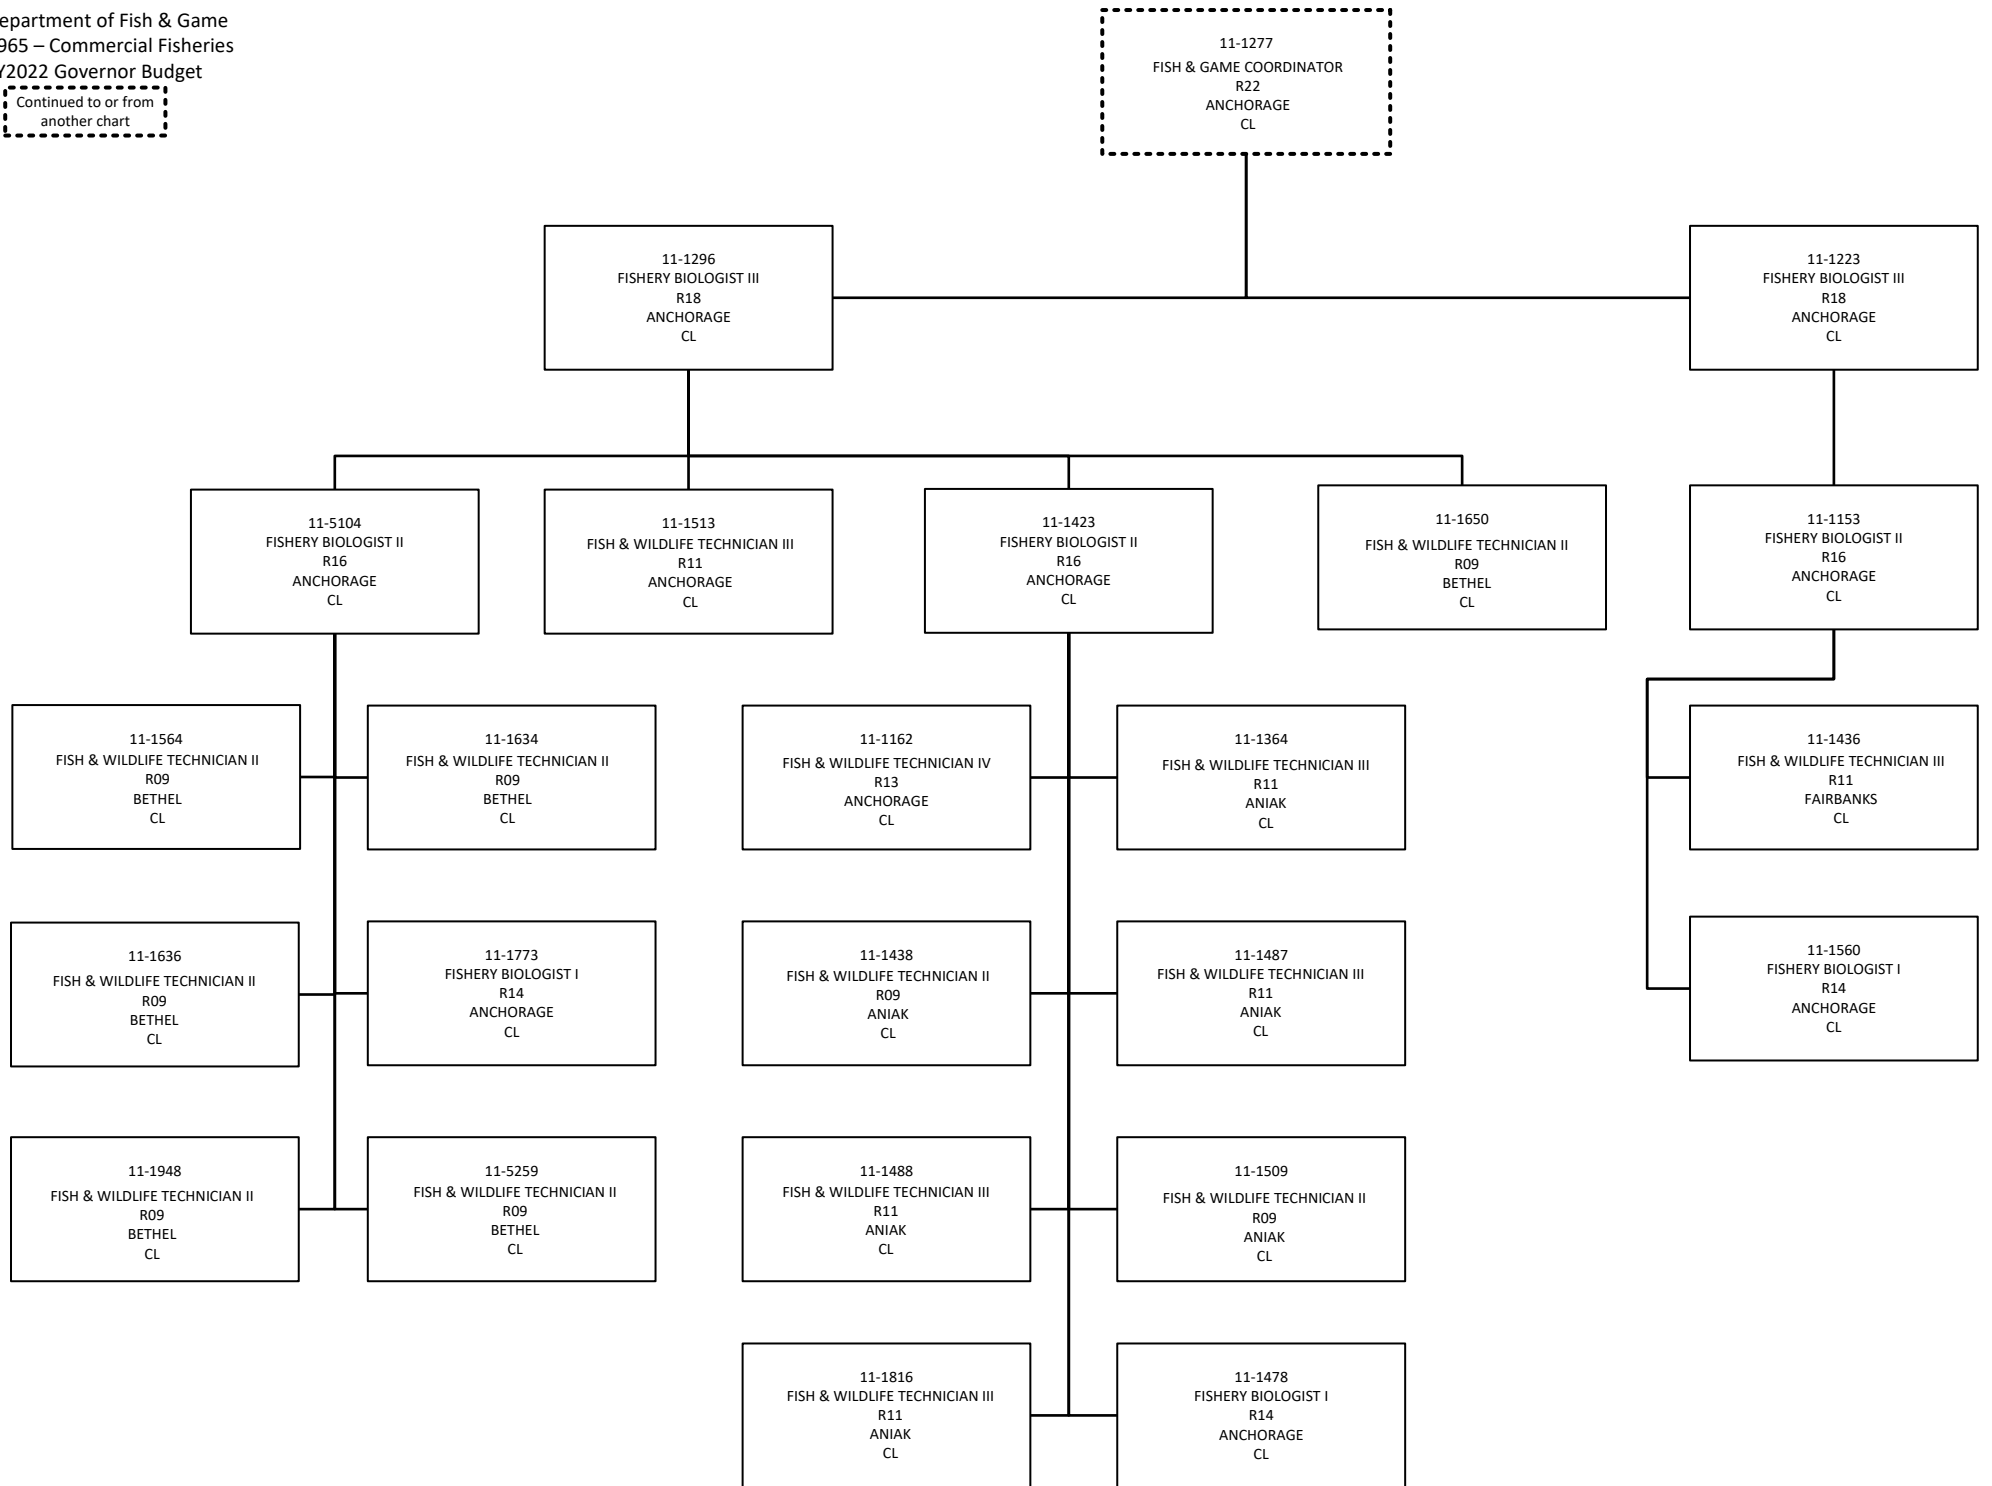 epartment of Fish & Game
965 – Commercial Fisheries
Y2022 Governor Budget
Continued to or from
another chart
11-1277
FISH & GAME COORDINATOR
R22
ANCHORAGE
CL
11-1296
FISHERY BIOLOGIST III
R18
ANCHORAGE
CL
11-1223
FISHERY BIOLOGIST III
R18
ANCHORAGE
CL
11-5104
FISHERY BIOLOGIST II
R16
ANCHORAGE
CL
11-1513
FISH & WILDLIFE TECHNICIAN III
R11
ANCHORAGE
CL
11-1423
FISHERY BIOLOGIST II
R16
ANCHORAGE
CL
11-1650
FISH & WILDLIFE TECHNICIAN II
R09
BETHEL
CL
11-1153
FISHERY BIOLOGIST II
R16
ANCHORAGE
CL
11-1564
FISH & WILDLIFE TECHNICIAN II
R09
BETHEL
CL
11-1634
FISH & WILDLIFE TECHNICIAN II
R09
BETHEL
CL
11-1162
FISH & WILDLIFE TECHNICIAN IV
R13
ANCHORAGE
CL
11-1364
FISH & WILDLIFE TECHNICIAN III
R11
ANIAK
CL
11-1436
FISH & WILDLIFE TECHNICIAN III
R11
FAIRBANKS
CL
11-1636
FISH & WILDLIFE TECHNICIAN II
R09
BETHEL
CL
11-1773
FISHERY BIOLOGIST I
R14
ANCHORAGE
CL
11-1438
FISH & WILDLIFE TECHNICIAN II
R09
ANIAK
CL
11-1487
FISH & WILDLIFE TECHNICIAN III
R11
ANIAK
CL
11-1560
FISHERY BIOLOGIST I
R14
ANCHORAGE
CL
11-1948
FISH & WILDLIFE TECHNICIAN II
R09
BETHEL
CL
11-5259
FISH & WILDLIFE TECHNICIAN II
R09
BETHEL
CL
11-1488
FISH & WILDLIFE TECHNICIAN III
R11
ANIAK
CL
11-1509
FISH & WILDLIFE TECHNICIAN II
R09
ANIAK
CL
11-1816
FISH & WILDLIFE TECHNICIAN III
R11
ANIAK
CL
11-1478
FISHERY BIOLOGIST I
R14
ANCHORAGE
CL